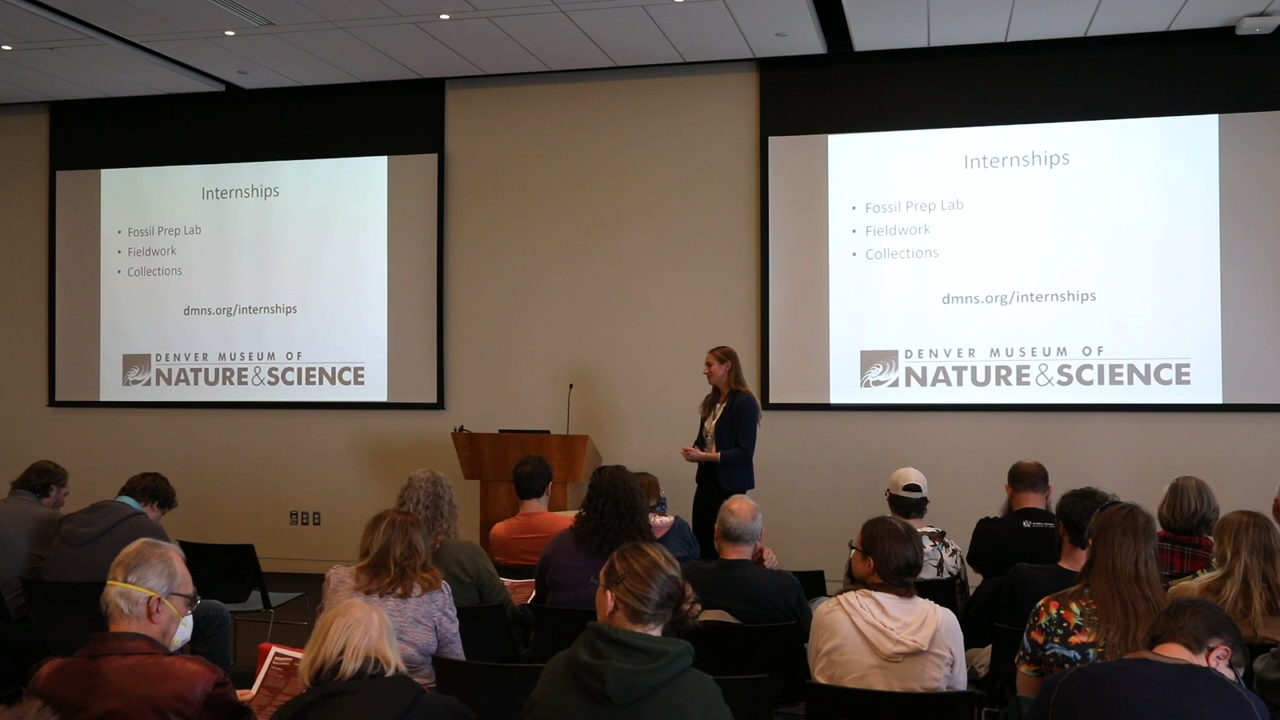 Internships
• Fossil Prep Lab
• Fieldwork
• Collections
dmns.org/internships
DENVER MUSEUM OF
NATURE&SCIENCE
Internships
• Fossil Prep Lab
• Fieldwork
• Collections
dmns.org/internships
DENVER MUSEUM OF
NATURE&SCIENCE